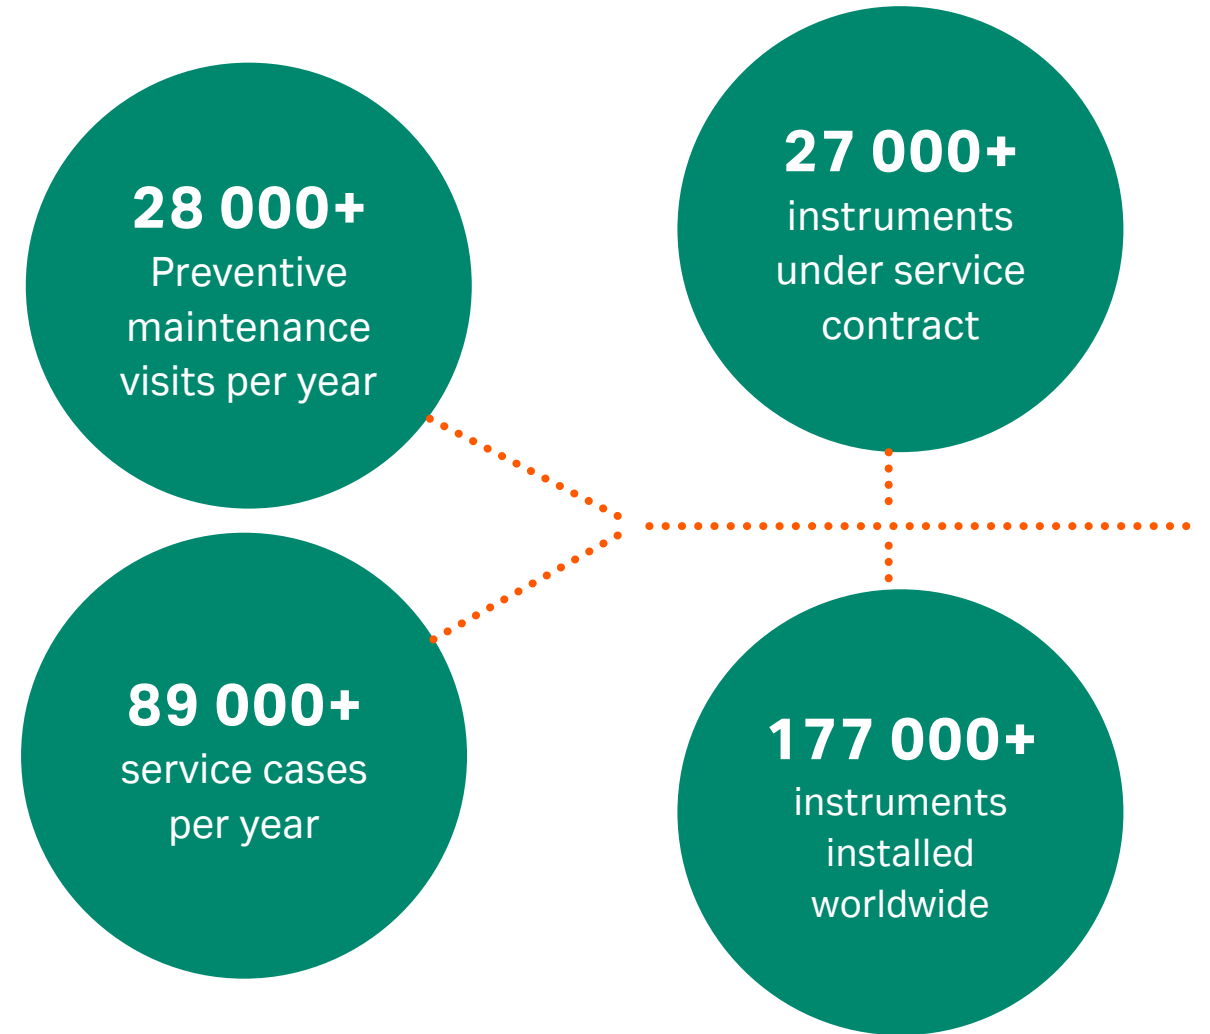 28 000+
Preventive
maintenance
visits per year
27 000+
instruments
under service
contract
89 000+
service cases
per year
177 000+
instruments
installed
worldwide